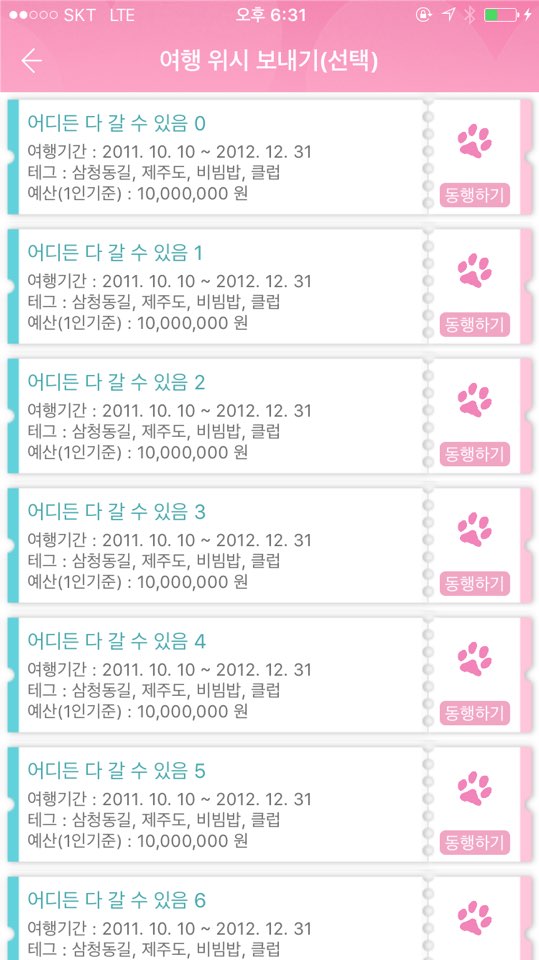 SKT LTE 오후 6:31
여행 위시 보내기(선택)
어디든 다 갈 수 있음 0
여행기간 : 2011. 10. 10 ~ 2012. 12. 31
테그 : 삼청동길, 제주도, 비빔밥, 클럽
예산(1인기준) : 10,000,000 원
동행하기
어디든 다 갈 수 있음 1
여행기간 : 2011. 10. 10 ~ 2012. 12. 31
테그 : 삼청동길, 제주도, 비빔밥, 클럽
예산(1인기준) : 10,000,000 원
동행하기
어디든 다 갈 수 있음 2
여행기간 : 2011. 10. 10 ~ 2012. 12. 31
테그 : 삼청동길, 제주도, 비빔밥, 클럽
예산(1인기준) : 10,000,000 원
동행하기
어디든 다 갈 수 있음 3
여행기간 : 2011. 10. 10 ~ 2012. 12. 31
테그 : 삼청동길, 제주도, 비빔밥, 클럽
예산(1인기준) : 10,000,000 원
동행하기
어디든 다 갈 수 있음 4
여행기간 : 2011. 10. 10 ~ 2012. 12. 31
테그 : 삼청동길, 제주도, 비빔밥, 클럽
예산(1인기준) : 10,000,000 원
동행하기
어디든 다 갈 수 있음 5
여행기간 : 2011. 10. 10 ~ 2012. 12. 31
테그 : 삼청동길, 제주도, 비빔밥, 클럽
예산(1인기준) : 10,000,000 원
동행하기
어디든 다 갈 수 있음 6
여행기간 : 2011. 10. 10 ~ 2012. 12. 31
테그 : 삼청동길, 제주도, 비빔밥, 클럽